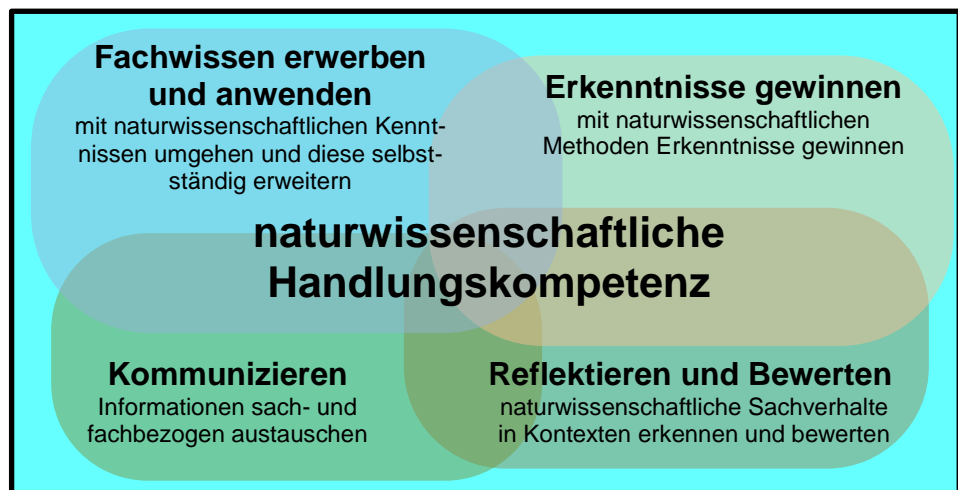 Fachwissen erwerben
und anwenden
mit naturwissenschaftlichen Kennt-
nissen umgehen und diese selbst-
ständig erweitern
Erkenntnisse gewinnen
mit naturwissenschaftlichen
Methoden Erkenntnisse gewinnen
naturwissenschaftliche
Handlungskompetenz
Kommunizieren
Informationen sach- und
fachbezogen austauschen
Reflektieren und Bewerten
naturwissenschaftliche Sachverhalte
in Kontexten erkennen und bewerten